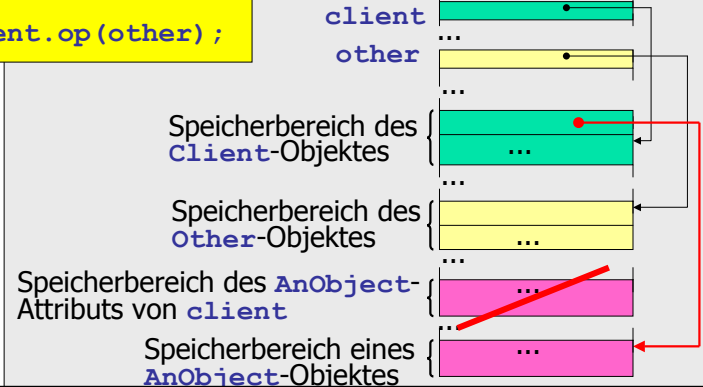 ent.op(other);
client
...
other
...
Speicherbereich des
Client-Objektes
...
...
Speicherbereich des
Other-Objektes
...
...
Speicherbereich des AnObject-
Attributs von client
...
...
Speicherbereich eines
AnObject-Objektes
...